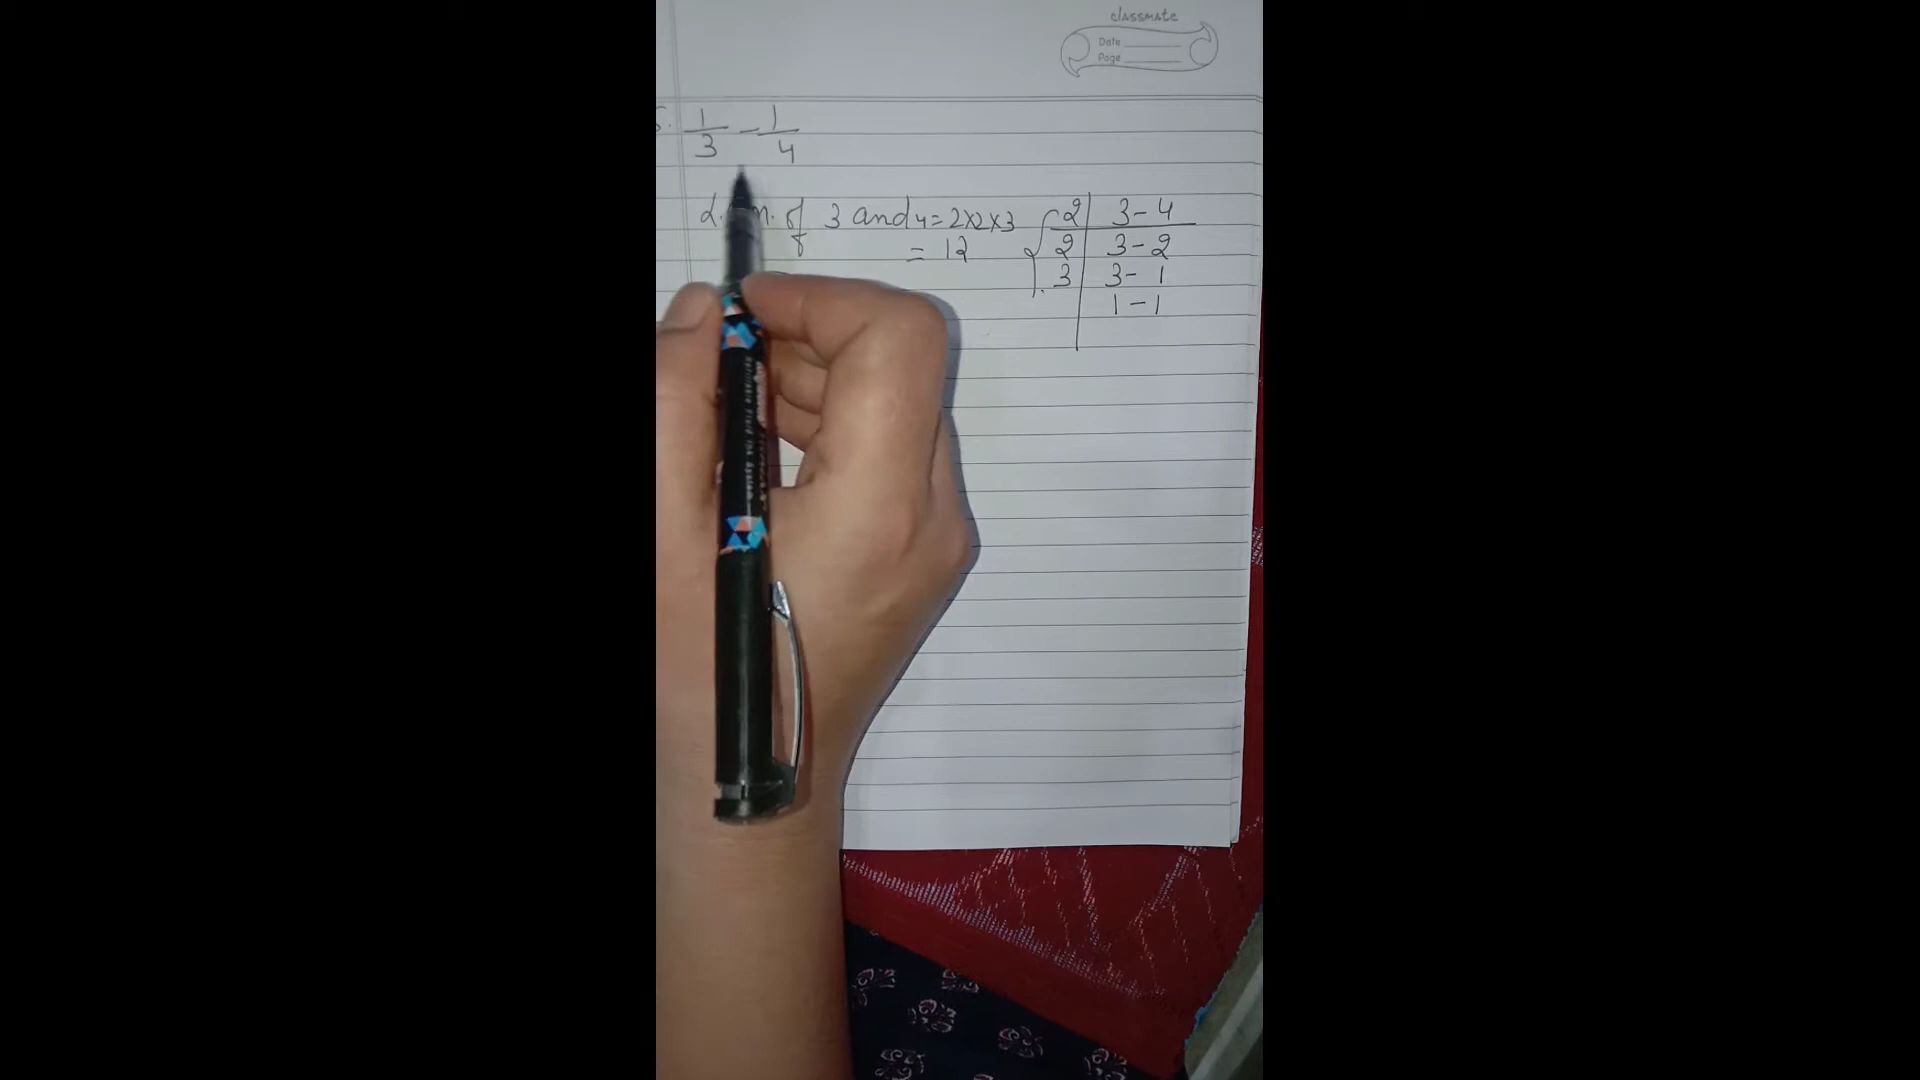 classmate
Date
Page
5. 1/3 - 1/4
L.C.M. of 3 and 4 = 2×2×3
= 12
2 | 3 - 4
2 | 3 - 2
3 | 3 - 1
1 - 1